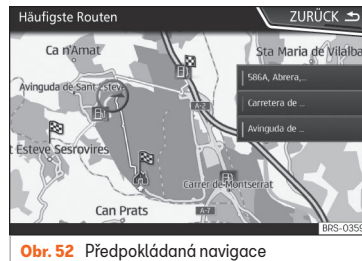 Häufigste Routen
ZURÜCK
Ca n'Amat
Sta Maria de Vilalba
586A, Abrera,...
Avinguda de Sant Esteve
A-2
Carretera de ...
Avinguda de ...
t Esteve Sesrovires
Carrer de Montserrat
Can Prats
A-7
BRS-0359
Obr. 52 Předpokládaná navigace